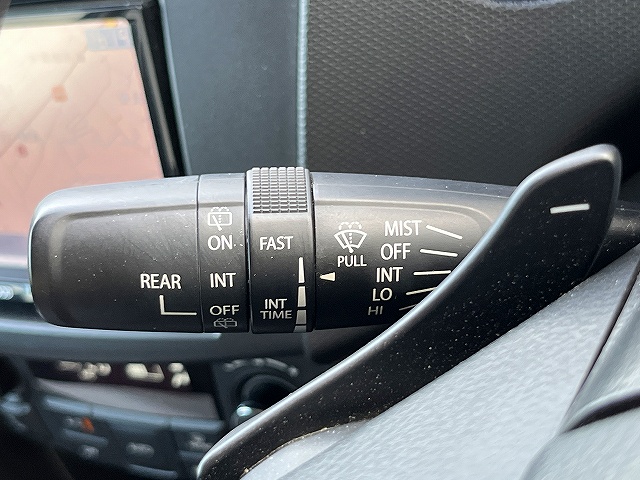 REAR
ON
INT
OFF
FAST
INT
TIME
PULL
MIST
OFF
INT
LO
HI